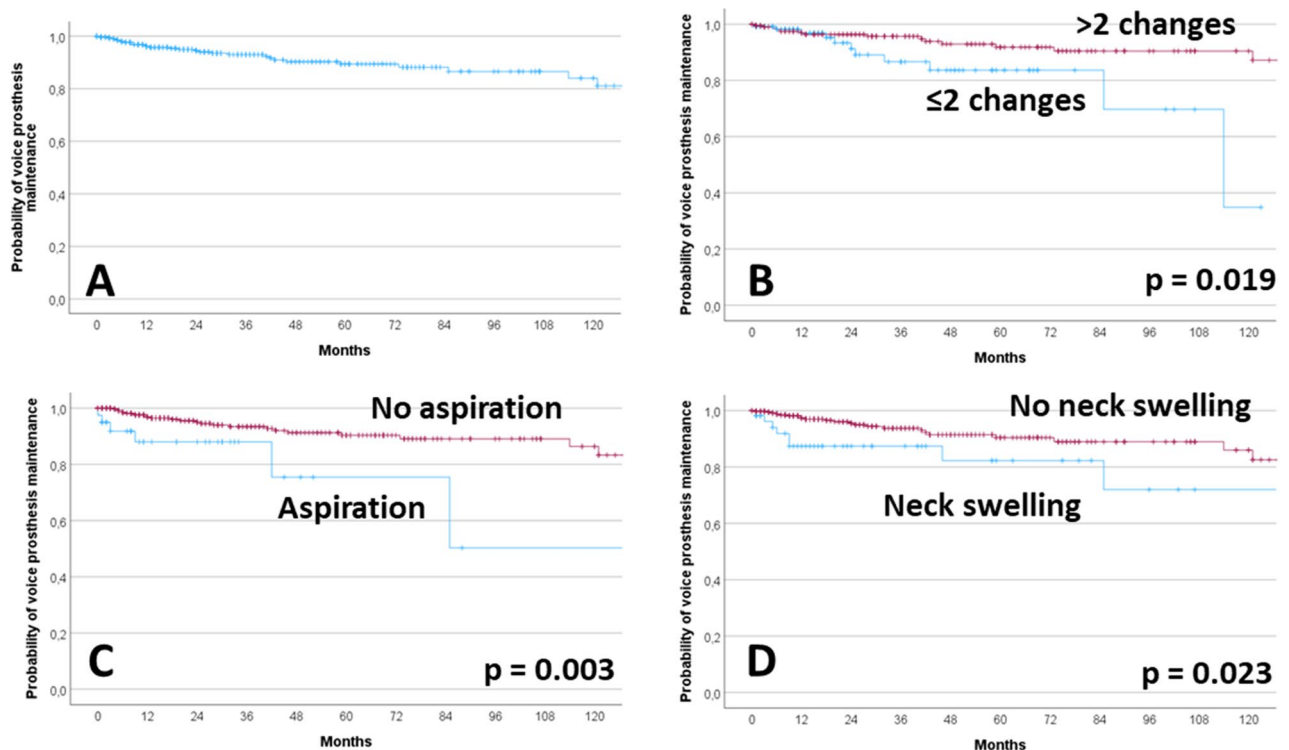 Probability of voice prosthesis
maintenance
1,0
0,8
0,6
0,4
0,2
0,0
A
0 12 24 36 48 60 72 84 96 108 120
Months
Probability of voice prosthesis maintenance
1,0
0,8
0,6
0,4
0,2
0,0
>2 changes
≤2 changes
B
p = 0.019
0 12 24 36 48 60 72 84 96 108 120
Months
Probability of voice prosthesis maintenance
1,0
0,8
0,6
0,4
0,2
0,0
No aspiration
Aspiration
C
p = 0.003
0 12 24 36 48 60 72 84 96 108 120
Months
Probability of voice prosthesis maintenance
1,0
0,8
0,6
0,4
0,2
0,0
No neck swelling
Neck swelling
D
p = 0.023
0 12 24 36 48 60 72 84 96 108 120
Months